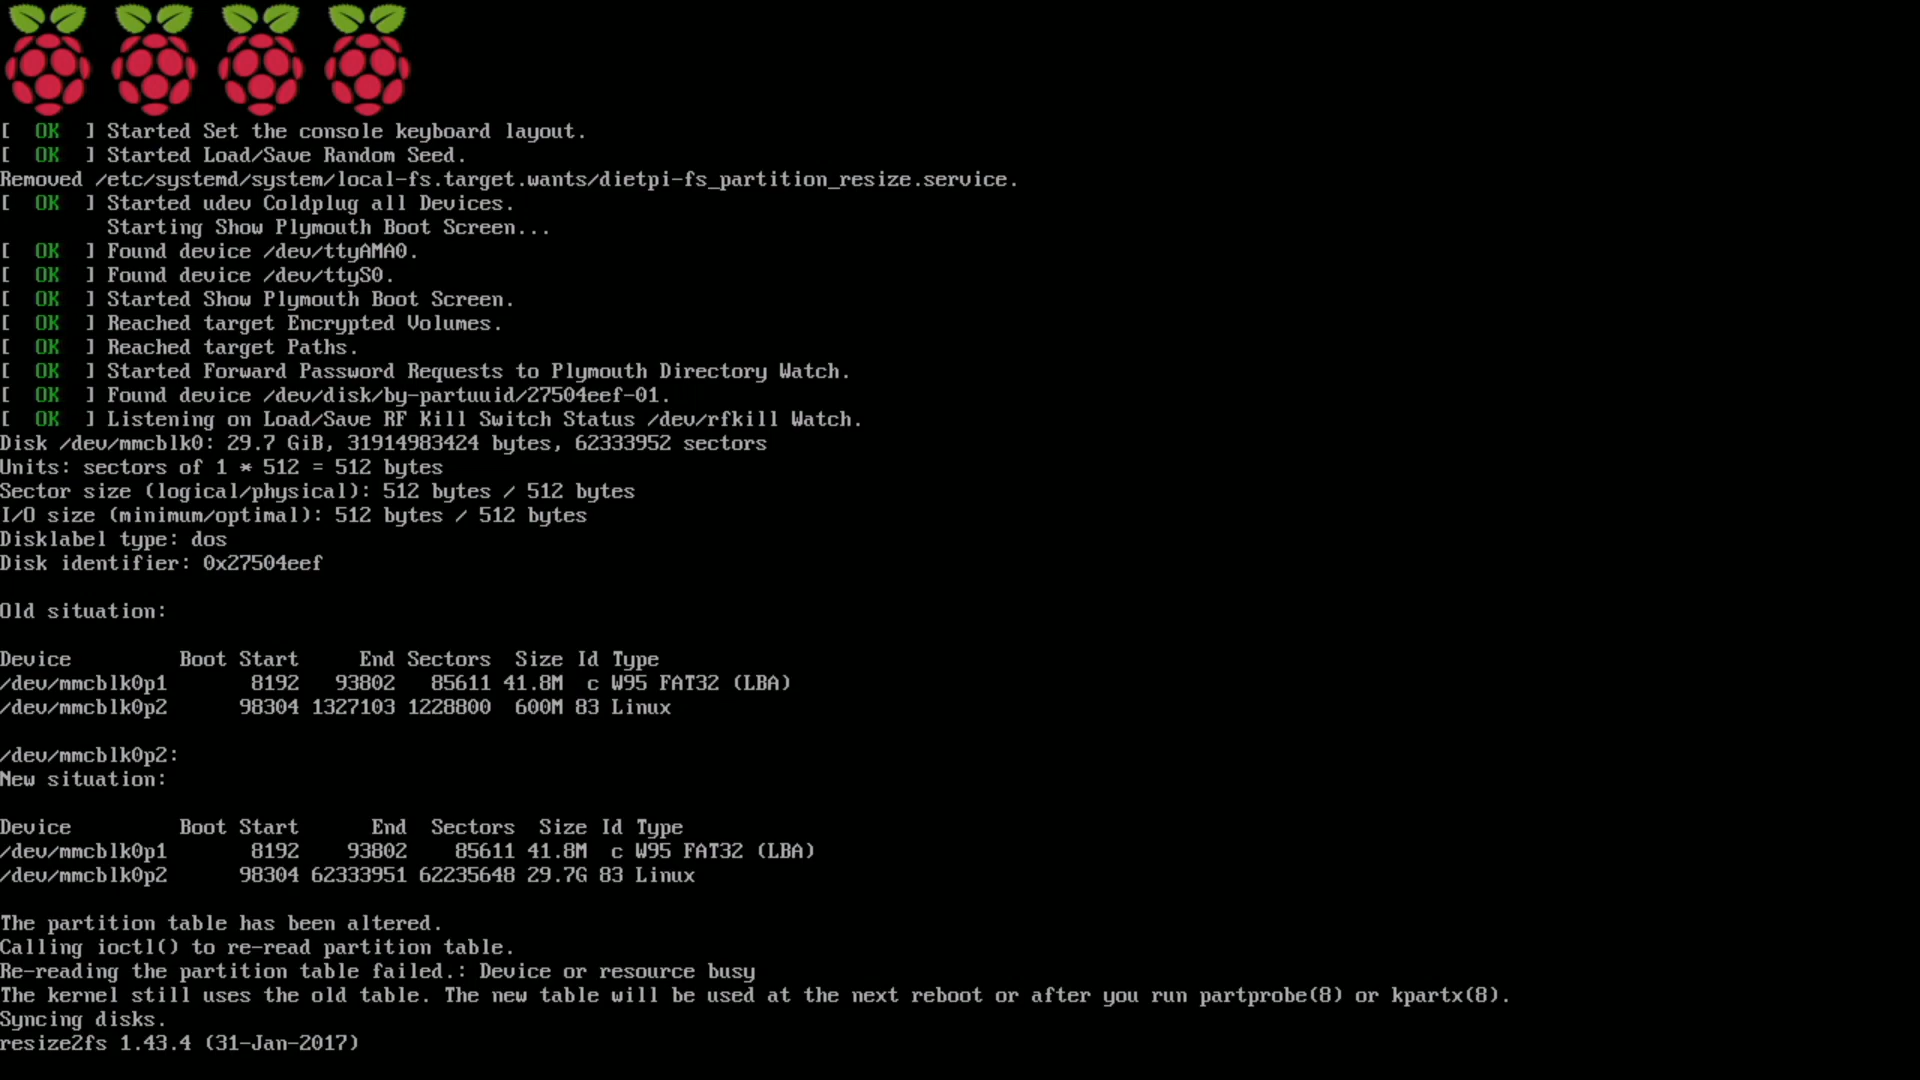 [  OK  ] Started Set the console keyboard layout.
[  OK  ] Started Load/Save Random Seed.
Removed /etc/systemd/system/local-fs.target.wants/dietpi-fs_partition_resize.service.
[  OK  ] Started udev Coldplug all Devices.
         Starting Show Plymouth Boot Screen...
[  OK  ] Found device /dev/ttyAMA0.
[  OK  ] Found device /dev/ttyS0.
[  OK  ] Started Show Plymouth Boot Screen.
[  OK  ] Reached target Encrypted Volumes.
[  OK  ] Reached target Paths.
[  OK  ] Started Forward Password Requests to Plymouth Directory Watch.
[  OK  ] Found device /dev/disk/by-partuuid/27504eef-01.
[  OK  ] Listening on Load/Save RF Kill Switch Status /dev/rfkill Watch.
Disk /dev/mmcblk0: 29.7 GiB, 31914983424 bytes, 62333952 sectors
Units: sectors of 1 * 512 = 512 bytes
Sector size (logical/physical): 512 bytes / 512 bytes
I/O size (minimum/optimal): 512 bytes / 512 bytes
Disklabel type: dos
Disk identifier: 0x27504eef
Old situation:
Device         Boot Start     End Sectors  Size Id Type
/dev/mmcblk0p1       8192   93802   85611 41.8M  c W95 FAT32 (LBA)
/dev/mmcblk0p2      98304 1327103 1228800  600M 83 Linux
/dev/mmcblk0p2:
New situation:
Device         Boot Start      End  Sectors  Size Id Type
/dev/mmcblk0p1       8192    93802    85611 41.8M  c W95 FAT32 (LBA)
/dev/mmcblk0p2      98304 62333951 62235648 29.7G 83 Linux
The partition table has been altered.
Calling ioctl() to re-read partition table.
Re-reading the partition table failed.: Device or resource busy
The kernel still uses the old table. The new table will be used at the next reboot or after you run partprobe(8) or kpartx(8).
Syncing disks.
resize2fs 1.43.4 (31-Jan-2017)